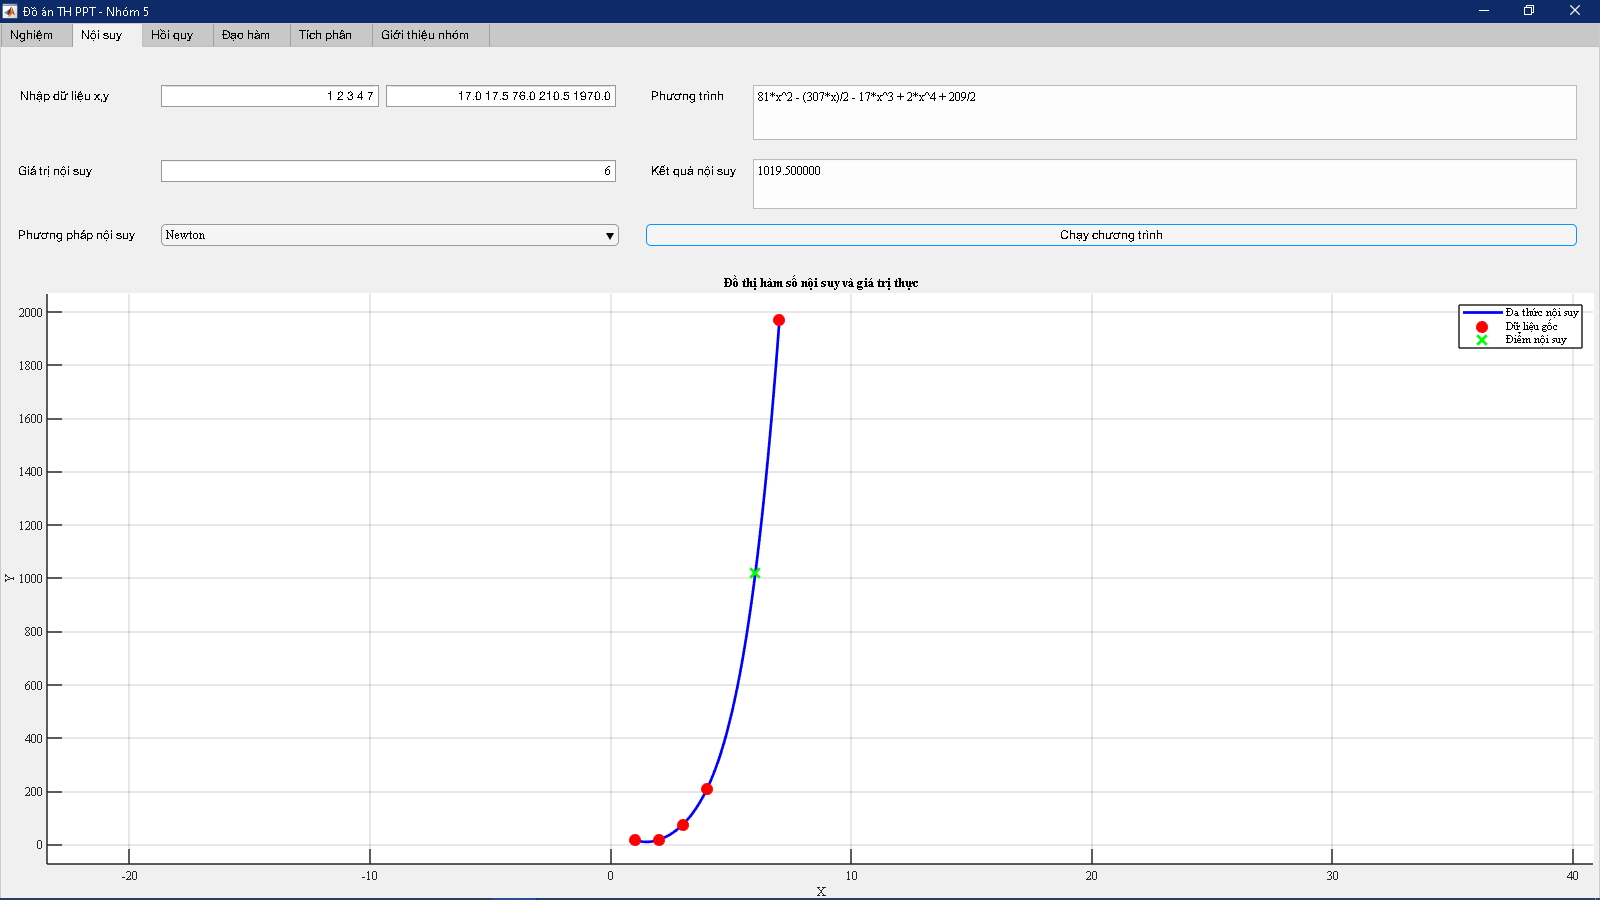 Đồ án TH PPT - Nhóm 5
Nghiệm
Nội suy
Hồi quy
Đạo hàm
Tích phân
Giới thiệu nhóm
Nhập dữ liệu x,y
1 2 3 4 7
17.0 17.5 76.0 210.5 1970.0
Phương trình
81*x^2 - (307*x)/2 - 17*x^3 + 2*x^4 + 209/2
Giá trị nội suy
6
Kết quả nội suy
1019.500000
Phương pháp nội suy
Newton
Chạy chương trình
Đồ thị hàm số nội suy và giá trị thực
Đa thức nội suy
Dữ liệu gốc
Điểm nội suy
2000
1800
1600
1400
1200
1000
800
600
400
200
0
Y
-20
-10
0
10
20
30
40
X